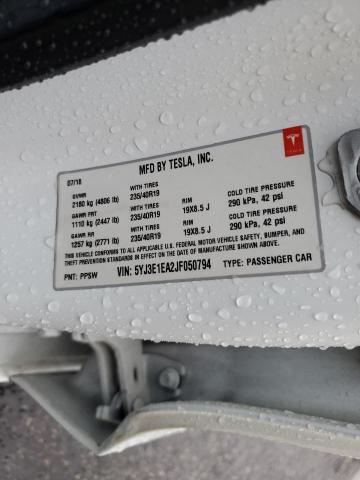 MFD BY TESLA, INC.
07/18
GVWR WITH TIRES
2180 kg (4806 lb) 235/40R19
GAWR FRT WITH TIRES RIM COLD TIRE PRESSURE
1110 kg (2447 lb) 235/40R19 19X8.5 J 290 kPa, 42 psi
GAWR RR WITH TIRES RIM COLD TIRE PRESSURE
1257 kg (2771 lb) 235/40R19 19X8.5 J 290 kPa, 42 psi
THIS VEHICLE CONFORMS TO ALL APPLICABLE U.S. FEDERAL MOTOR VEHICLE SAFETY, BUMPER, AND
THEFT PREVENTION STANDARDS IN EFFECT ON THE DATE OF MANUFACTURE SHOWN ABOVE.
PNT: PPSW VIN: 5YJ3E1EA2JF050794 TYPE: PASSENGER CAR